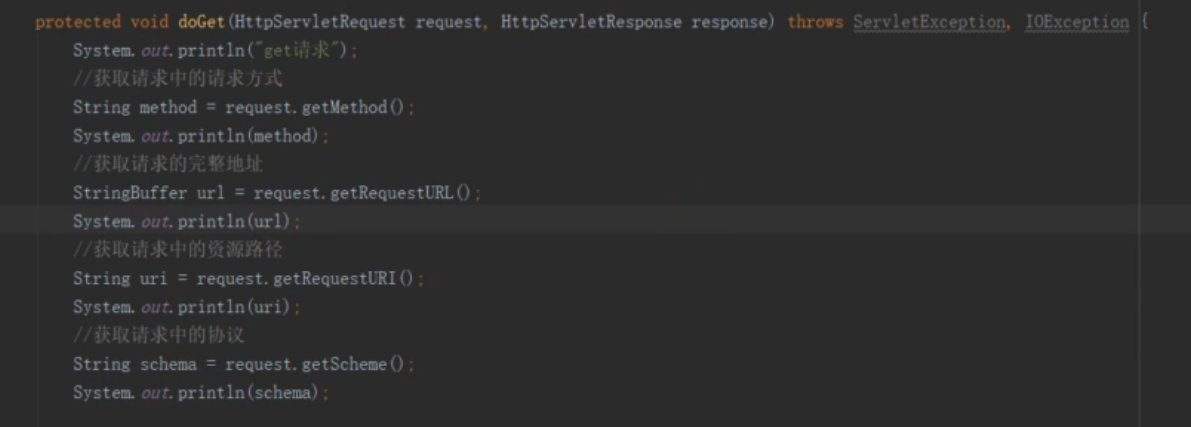 protected void doGet(HttpServletRequest request, HttpServletResponse response) throws ServletException, IOException {
System.out.println("get请求");
//获取请求中的请求方式
String method = request.getMethod();
System.out.println(method);
//获取请求的完整地址
StringBuffer url = request.getRequestURL();
System.out.println(url);
//获取请求中的资源路径
String uri = request.getRequestURI();
System.out.println(uri);
//获取请求中的协议
String schema = request.getScheme();
System.out.println(schema);